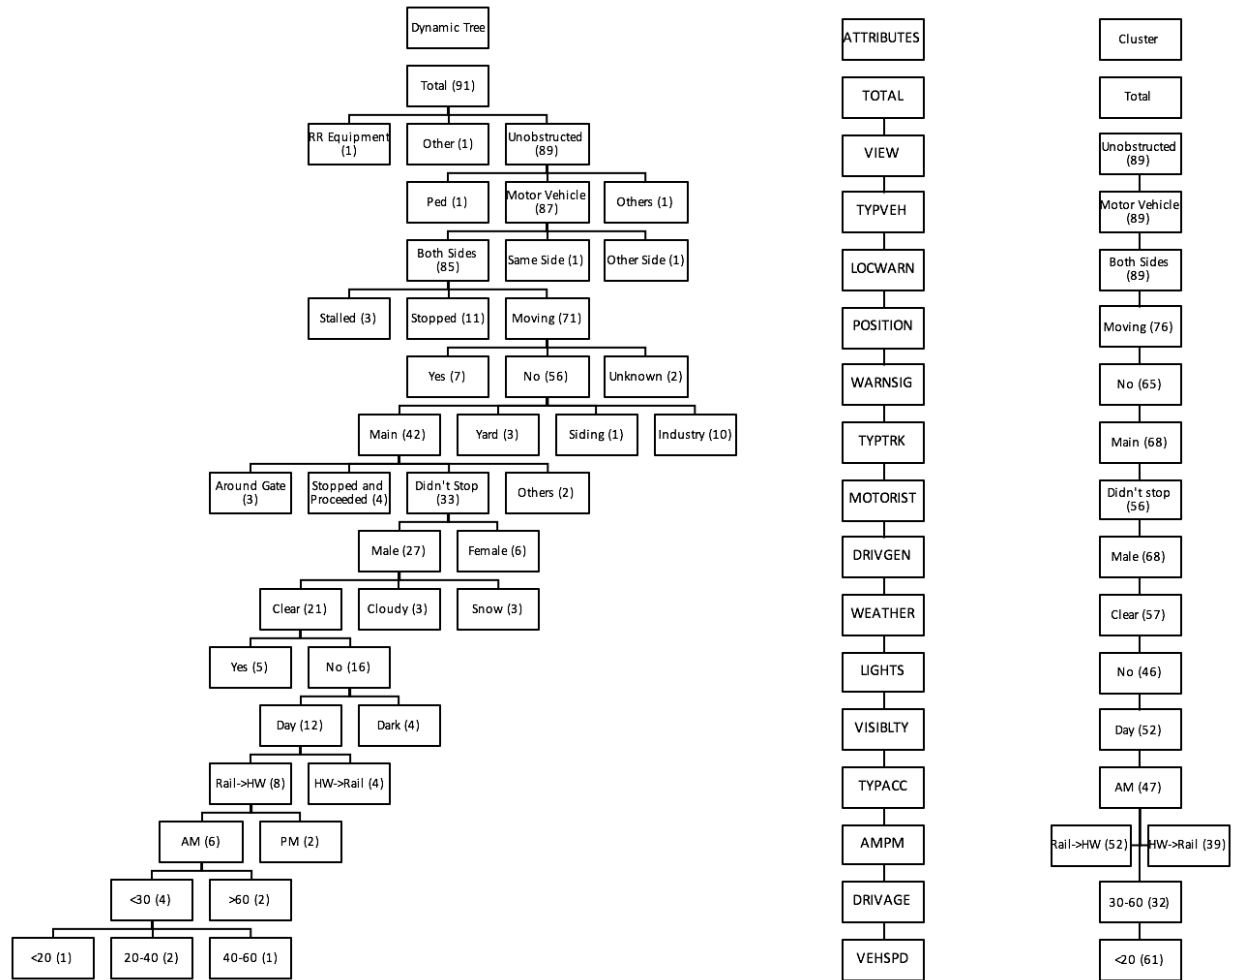 Dynamic Tree
ATTRIBUTES
Cluster
Total (91)
TOTAL
Total
RR Equipment
(1)
Other (1)
Unobstructed
(89)
VIEW
Unobstructed
(89)
Ped (1)
Motor Vehicle
(87)
Others (1)
TYPVEH
Motor Vehicle
(89)
Both Sides
(85)
Same Side (1)
Other Side (1)
LOCWARN
Both Sides
(89)
Stalled (3)
Stopped (11)
Moving (71)
POSITION
Moving (76)
Yes (7)
No (56)
Unknown (2)
WARNSIG
No (65)
Main (42)
Yard (3)
Siding (1)
Industry (10)
TYPTRK
Main (68)
Around Gate
(3)
Stopped and
Proceeded (4)
Didn't Stop
(33)
Others (2)
MOTORIST
Didn't stop
(56)
Male (27)
Female (6)
DRIVGEN
Male (68)
Clear (21)
Cloudy (3)
Snow (3)
WEATHER
Clear (57)
Yes (5)
No (16)
LIGHTS
No (46)
Day (12)
Dark (4)
VISIBLTY
Day (52)
Rail->HW (8)
HW->Rail (4)
TYPACC
AM (47)
AM (6)
PM (2)
AMPM
Rail->HW (52)
HW->Rail (39)
<30 (4)
>60 (2)
DRIVAGE
30-60 (32)
<20 (1)
20-40 (2)
40-60 (1)
VEHSPD
<20 (61)